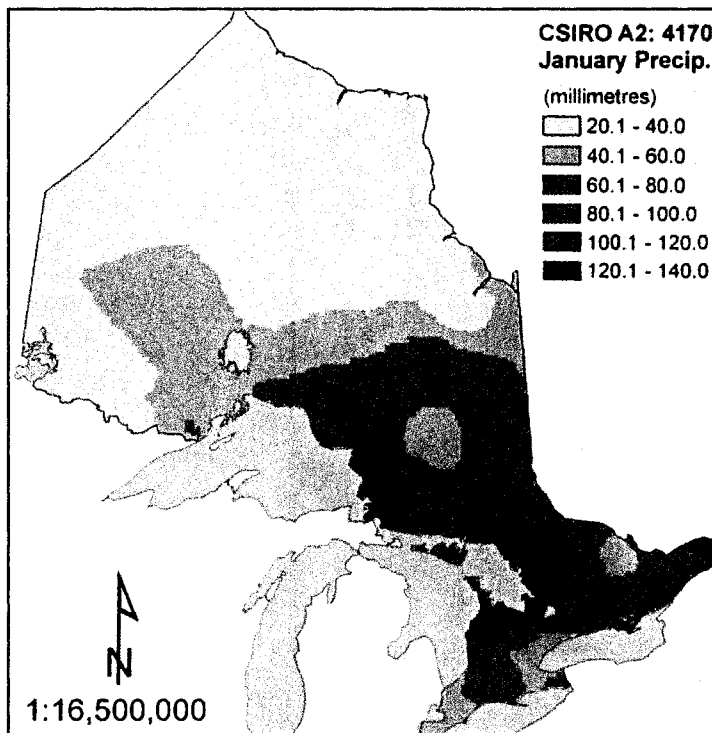 CSIRO A2: 4170
January Precip.
(millimetres)
20.1 - 40.0
40.1 - 60.0
60.1 - 80.0
80.1 - 100.0
100.1 - 120.0
120.1 - 140.0
N
1:16,500,000